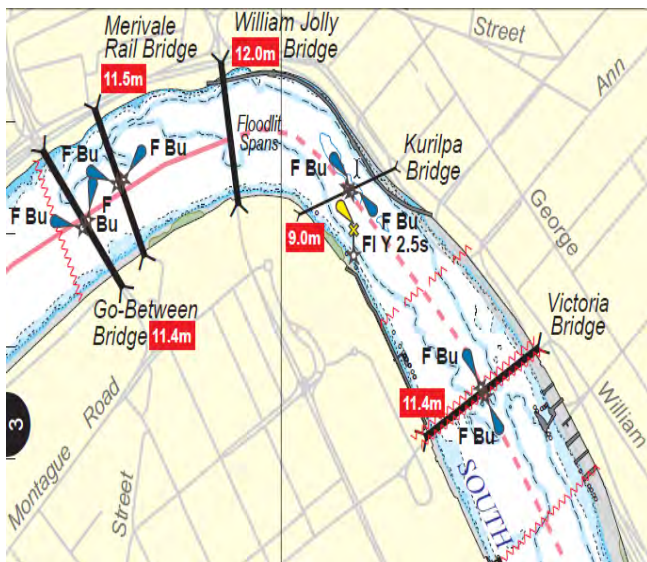 Merivale
Rail Bridge
11.5m
William Jolly
12.0m Bridge
Street
Ann
Floodlit
Spans
F Bu
F Bu
Kurilpa
Bridge
F Bu
F
Bu
F Bu
9.0m
Fl Y 2.5s
George
Go-Between
Bridge 11.4m
Victoria
Bridge
F Bu
11.4m
F Bu
William
Montague Road
Street
3
SOUTH